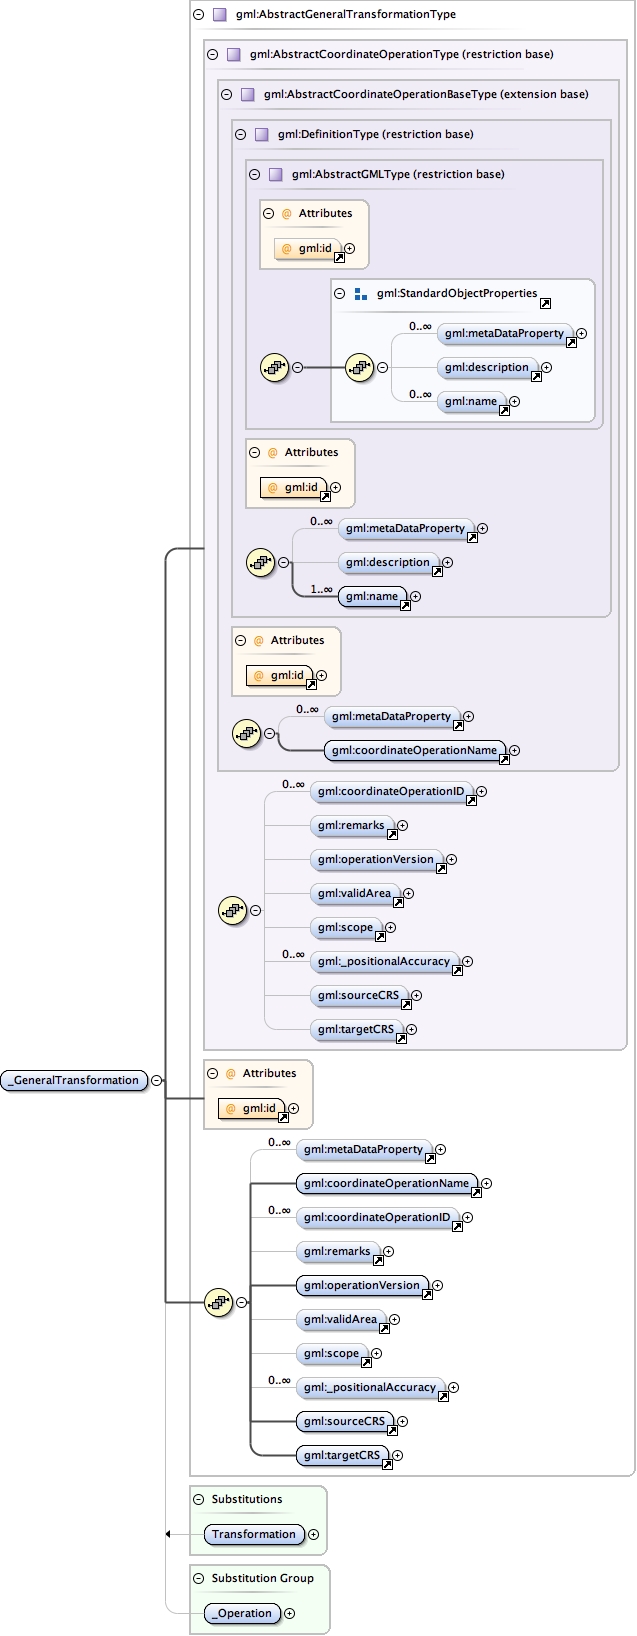 gml:AbstractGeneralTransformationType
gml:AbstractCoordinateOperationType (restriction base)
gml:AbstractCoordinateOperationBaseType (extension base)
gml:DefinitionType (restriction base)
gml:AbstractGMLType (restriction base)
@ Attributes
@ gml:id
gml:StandardObjectProperties
0..∞
gml:metaDataProperty
gml:description
0..∞
gml:name
@ Attributes
@ gml:id
0..∞
gml:metaDataProperty
gml:description
1..∞
gml:name
@ Attributes
@ gml:id
0..∞
gml:metaDataProperty
gml:coordinateOperationName
0..∞
gml:coordinateOperationID
gml:remarks
gml:operationVersion
gml:validArea
gml:scope
0..∞
gml:_positionalAccuracy
gml:sourceCRS
gml:targetCRS
_GeneralTransformation
@ Attributes
@ gml:id
0..∞
gml:metaDataProperty
gml:coordinateOperationName
0..∞
gml:coordinateOperationID
gml:remarks
gml:operationVersion
gml:validArea
gml:scope
0..∞
gml:_positionalAccuracy
gml:sourceCRS
gml:targetCRS
Substitutions
Transformation
Substitution Group
_Operation